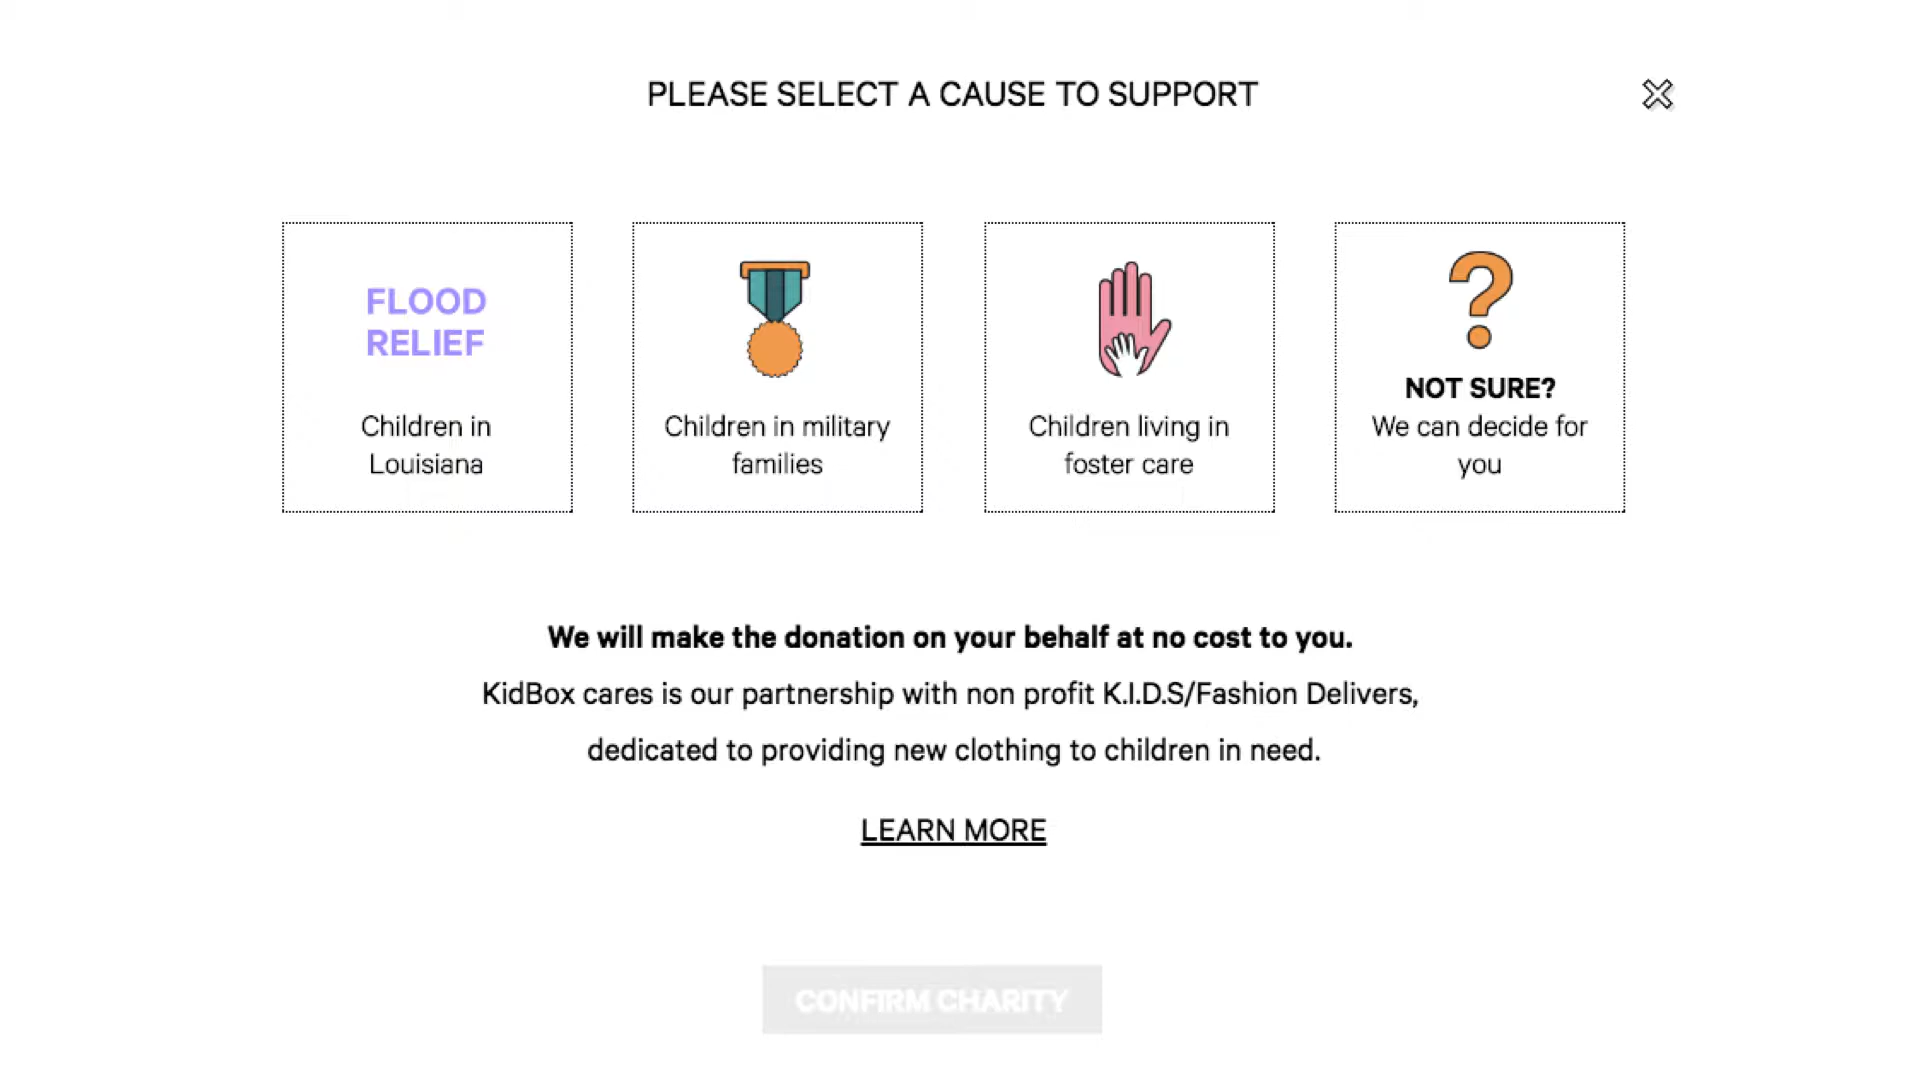 PLEASE SELECT A CAUSE TO SUPPORT
FLOOD
RELIEF
Children in
Louisiana
Children in military
families
Children living in
foster care
NOT SURE?
We can decide for
you
We will make the donation on your behalf at no cost to you.
KidBox cares is our partnership with non profit K.I.D.S/Fashion Delivers,
dedicated to providing new clothing to children in need.
LEARN MORE
CONFIRM CHARITY